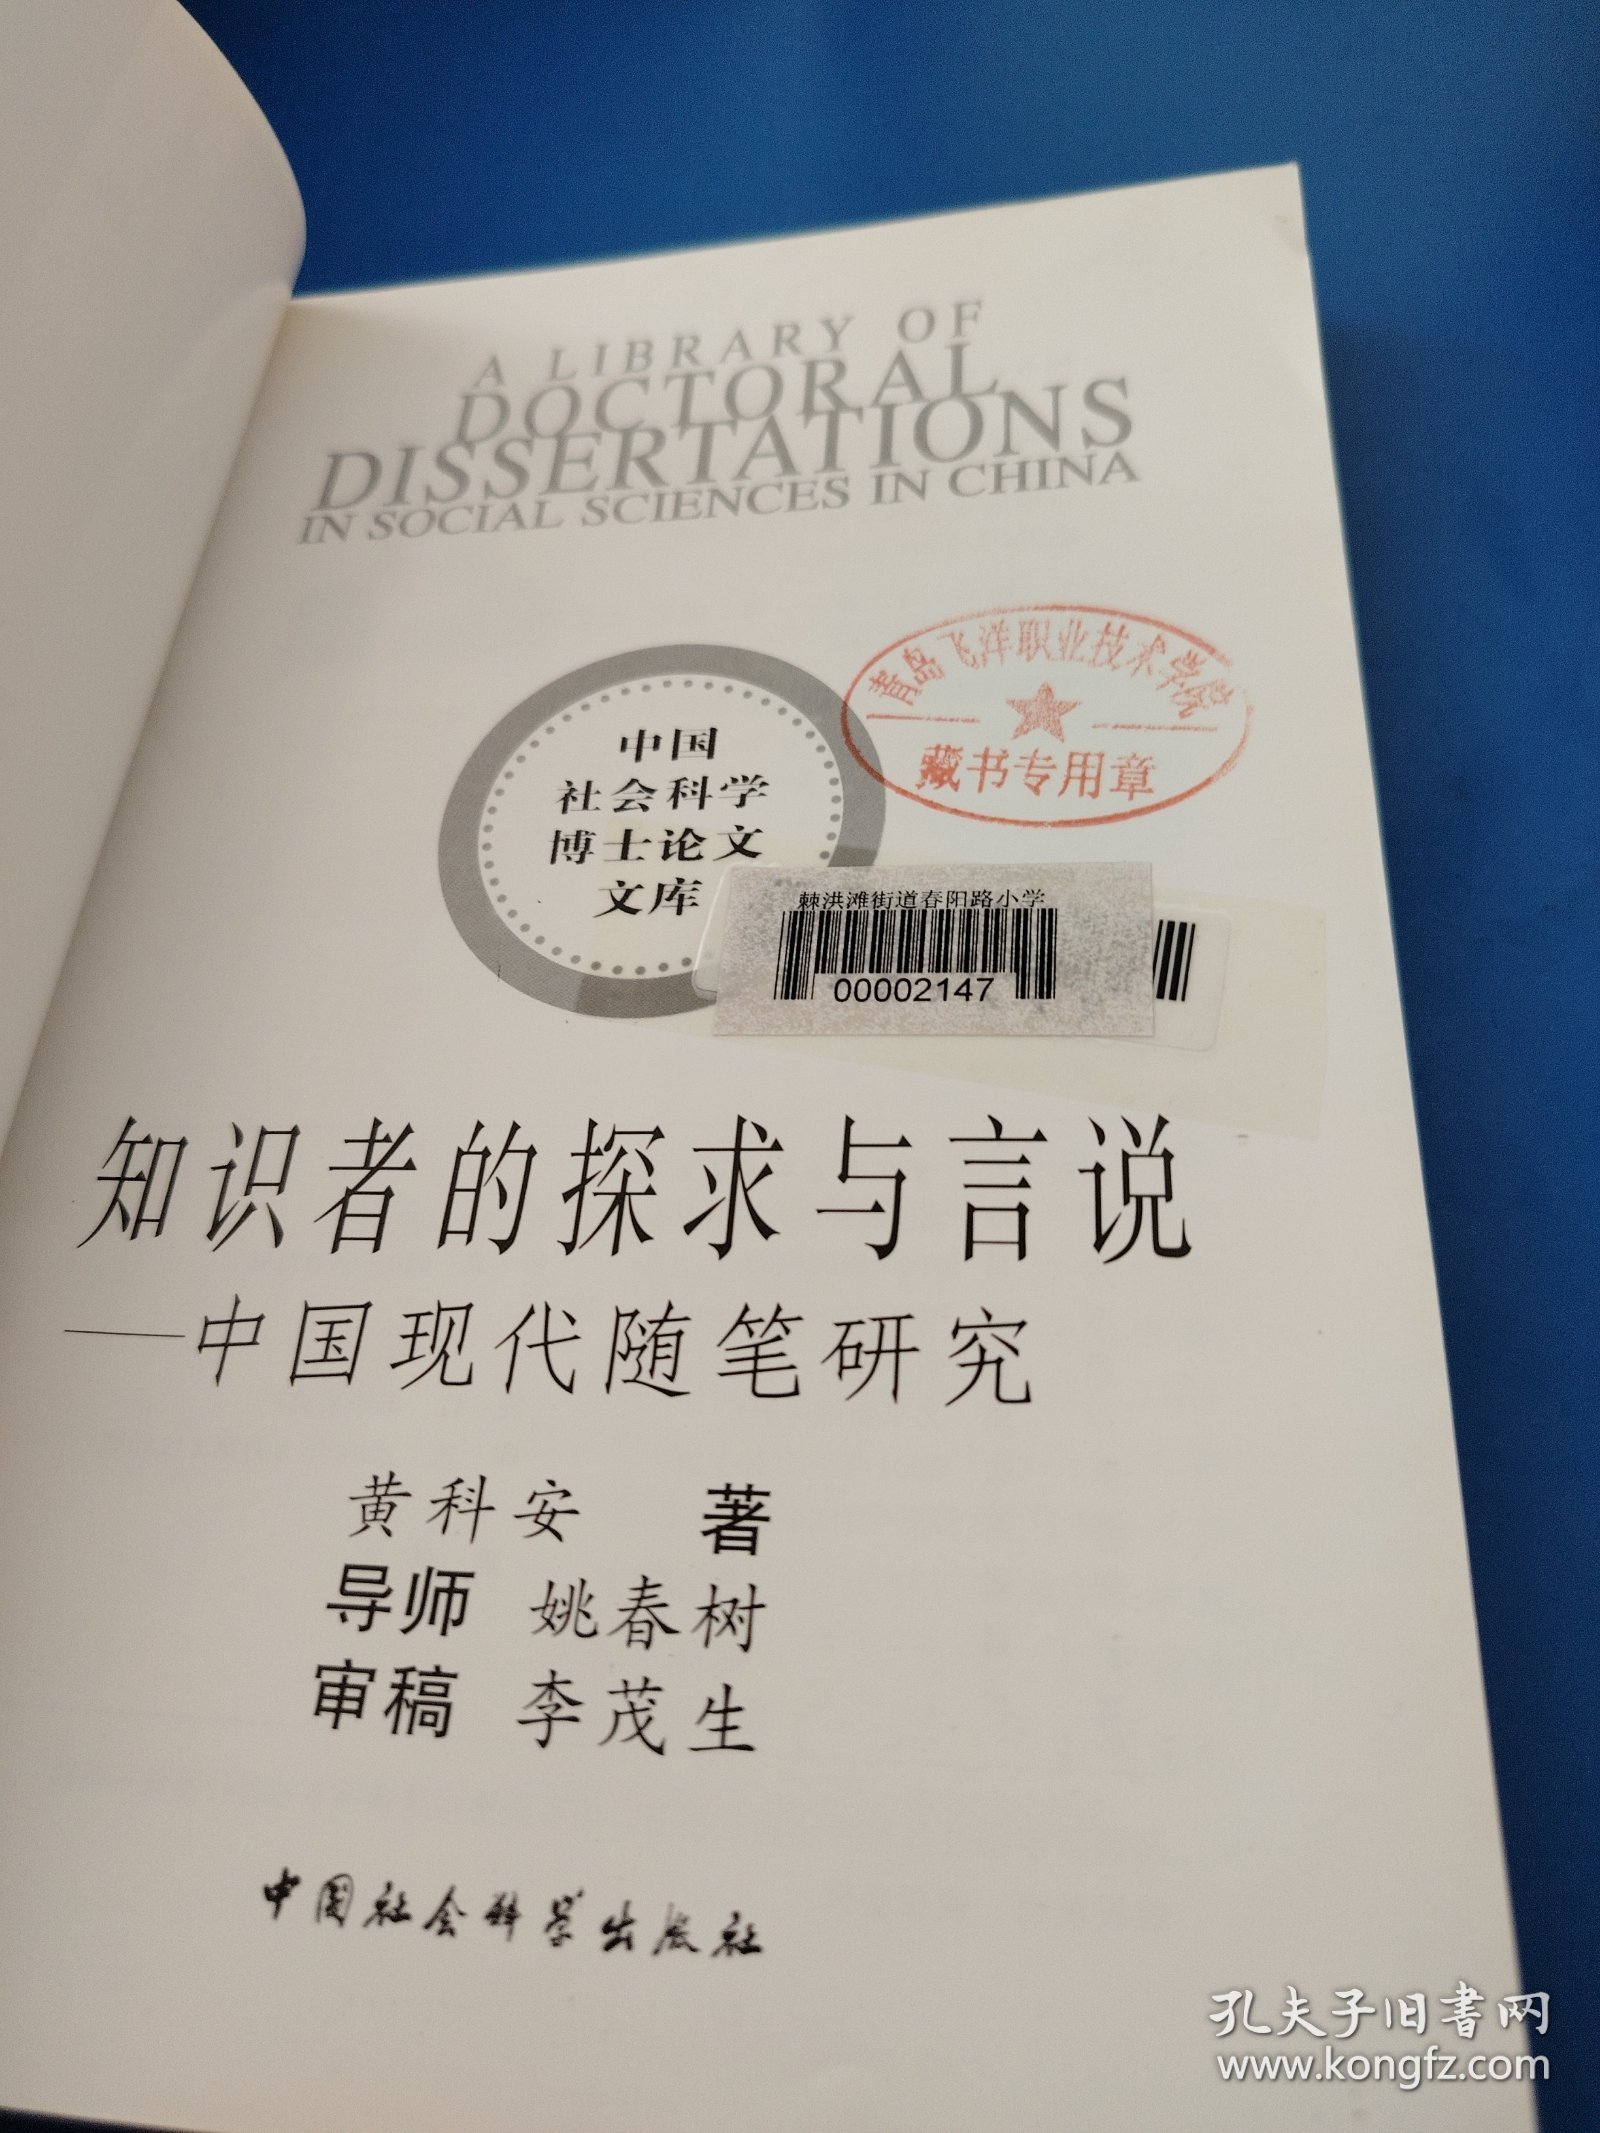 A LIBRARY OF
DOCTORAL
DISSERTATIONS
IN SOCIAL SCIENCES IN CHINA
青岛飞洋职业技术学院
藏书专用章
中国
社会科学
博士论文
文库
棘洪滩街道春阳路小学
00002147
知识者的探求与言说
——中国现代随笔研究
黄科安 著
导师 姚春树
审稿 李茂生
中国社会科学出版社
孔夫子旧书网
www.kongfz.com